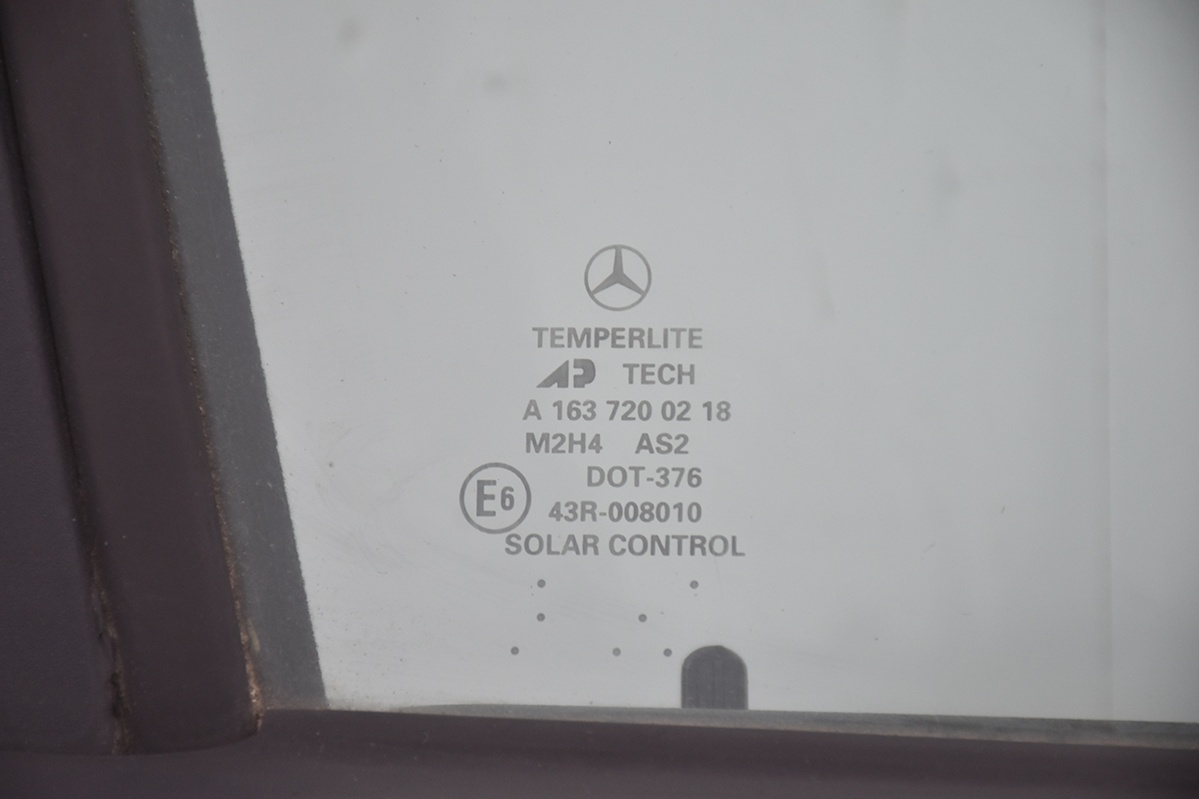 TEMPERLITE
AP TECH
A 163 720 02 18
M2H4 AS2
DOT-376
E6 43R-008010
SOLAR CONTROL